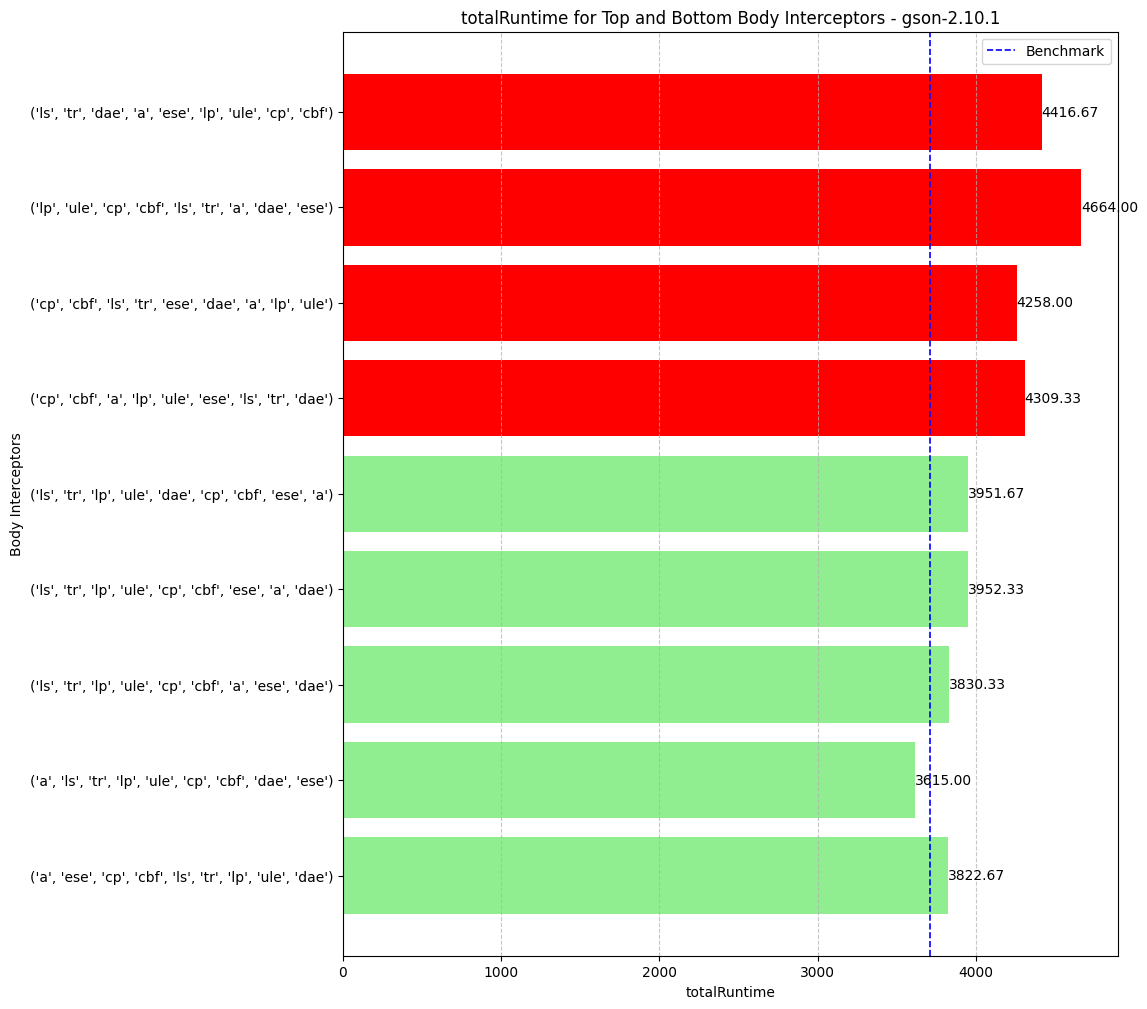 totalRuntime for Top and Bottom Body Interceptors - gson-2.10.1
Benchmark
('ls', 'tr', 'dae', 'a', 'ese', 'lp', 'ule', 'cp', 'cbf')
4416.67
('lp', 'ule', 'cp', 'cbf', 'ls', 'tr', 'a', 'dae', 'ese')
4664.00
('cp', 'cbf', 'ls', 'tr', 'ese', 'dae', 'a', 'lp', 'ule')
4258.00
('cp', 'cbf', 'a', 'lp', 'ule', 'ese', 'ls', 'tr', 'dae')
4309.33
('ls', 'tr', 'lp', 'ule', 'dae', 'cp', 'cbf', 'ese', 'a')
3951.67
('ls', 'tr', 'lp', 'ule', 'cp', 'cbf', 'ese', 'a', 'dae')
3952.33
('ls', 'tr', 'lp', 'ule', 'cp', 'cbf', 'a', 'ese', 'dae')
3830.33
('a', 'ls', 'tr', 'lp', 'ule', 'cp', 'cbf', 'dae', 'ese')
3615.00
('a', 'ese', 'cp', 'cbf', 'ls', 'tr', 'lp', 'ule', 'dae')
3822.67
Body Interceptors
0 1000 2000 3000 4000
totalRuntime